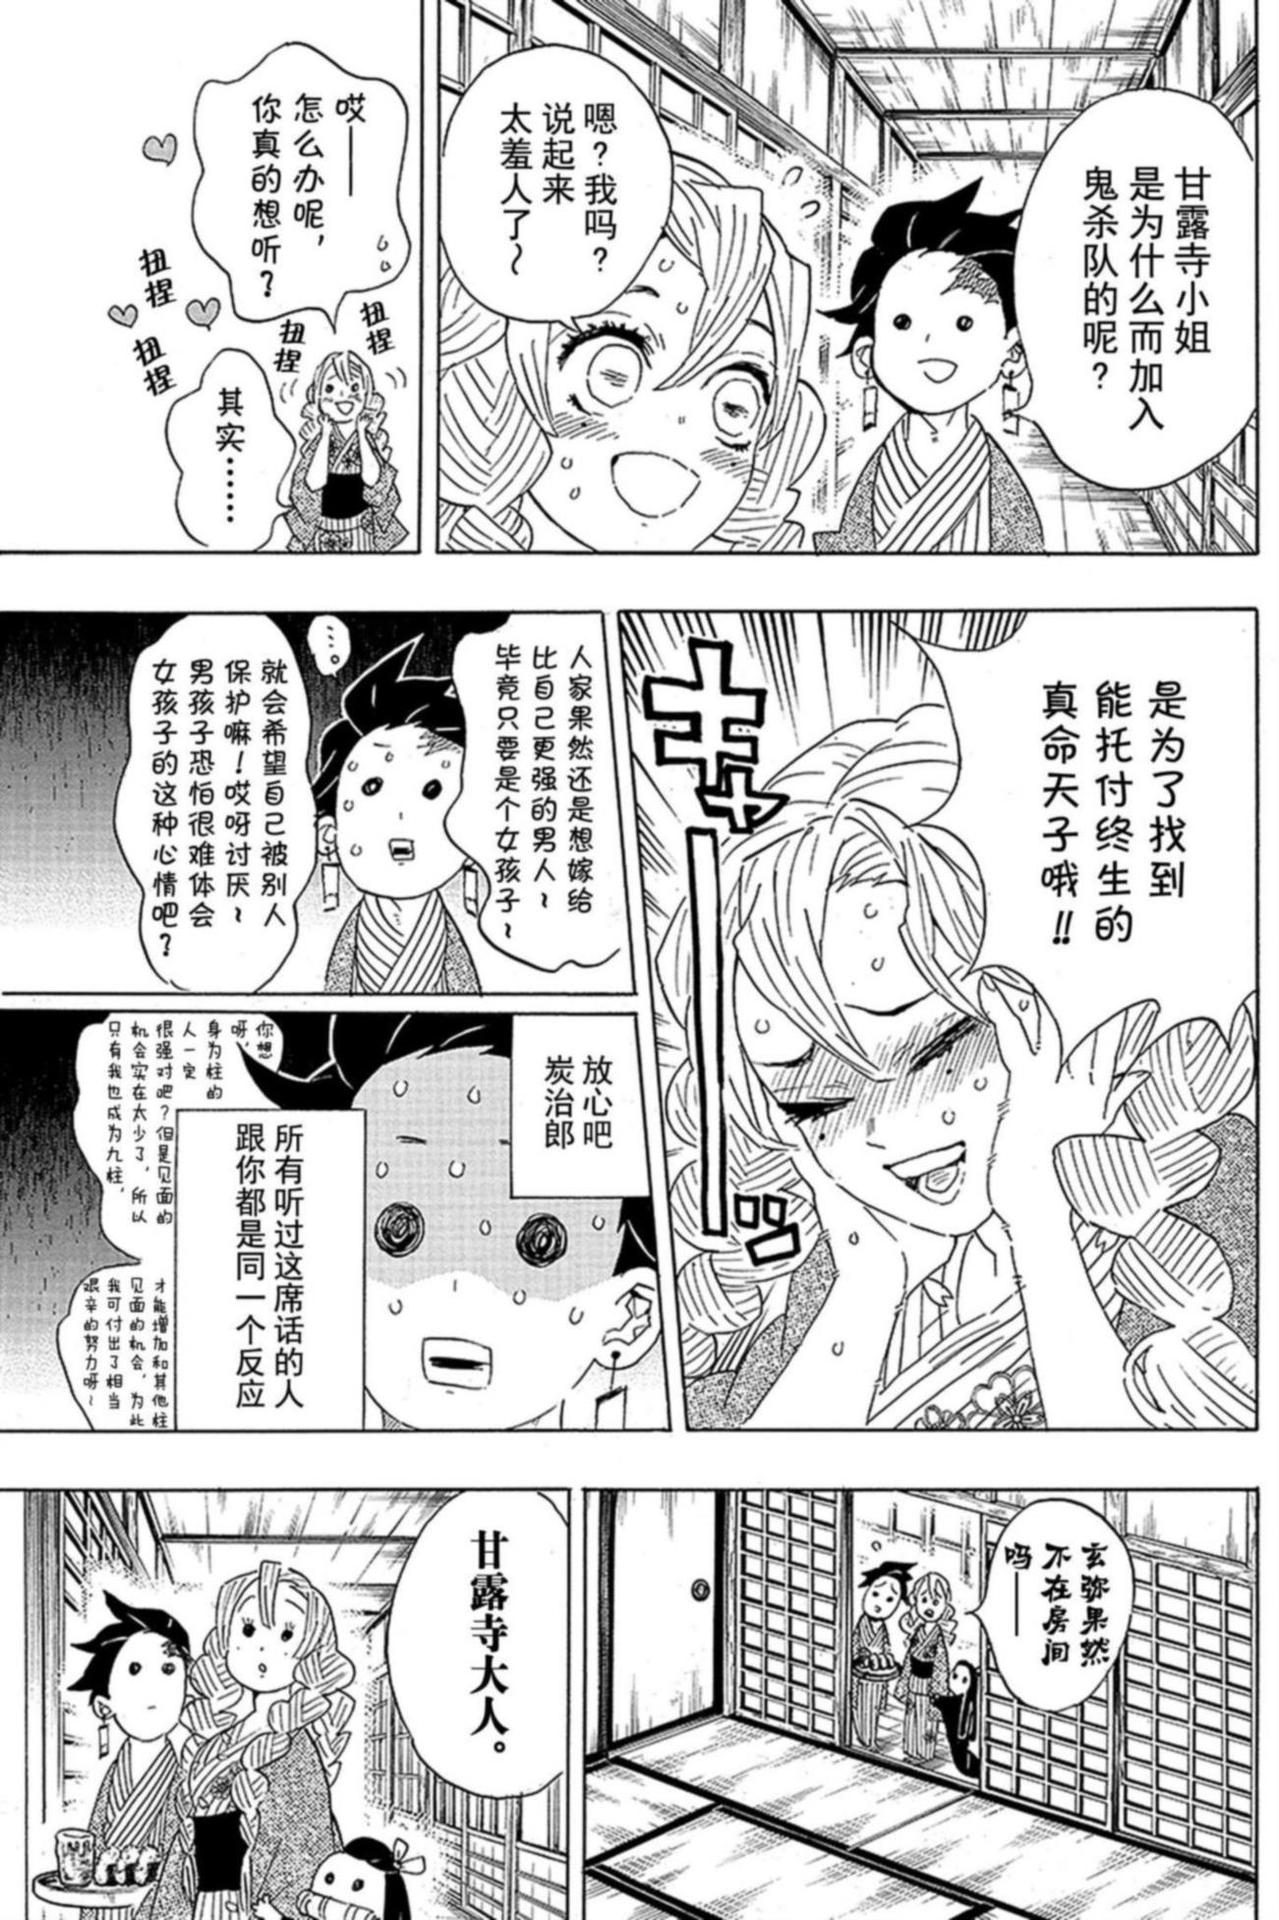 甘露寺小姐
是为什么而加入
鬼杀队的呢？
嗯？我吗？
说起来
太羞人了～
哎——
怎么办呢，
你真的想听？
扭捏
扭捏
扭捏
扭捏
其实……
是为了找到
能托付终生的
真命天子哦!!
キャーッ
人家果然还是想嫁给
比自己更强的男人～
毕竟只要是个女孩子～
…。
就会希望自己被别人
保护嘛！哎呀讨厌～
男孩子恐怕很难体会
女孩子的这种心情吧？
放心吧
炭治郎
所有听过这席话的人
跟你都是同一个反应
你想
呀，
身为柱的
人一定
很强对吧？但是见面的
机会实在太少了，所以
只有我也成为九柱，
才能增加和其他柱
见面的机会，为此
我可付出了相当
艰辛的努力呀～
玄弥果然
不在房间
吗——
甘露寺大人。